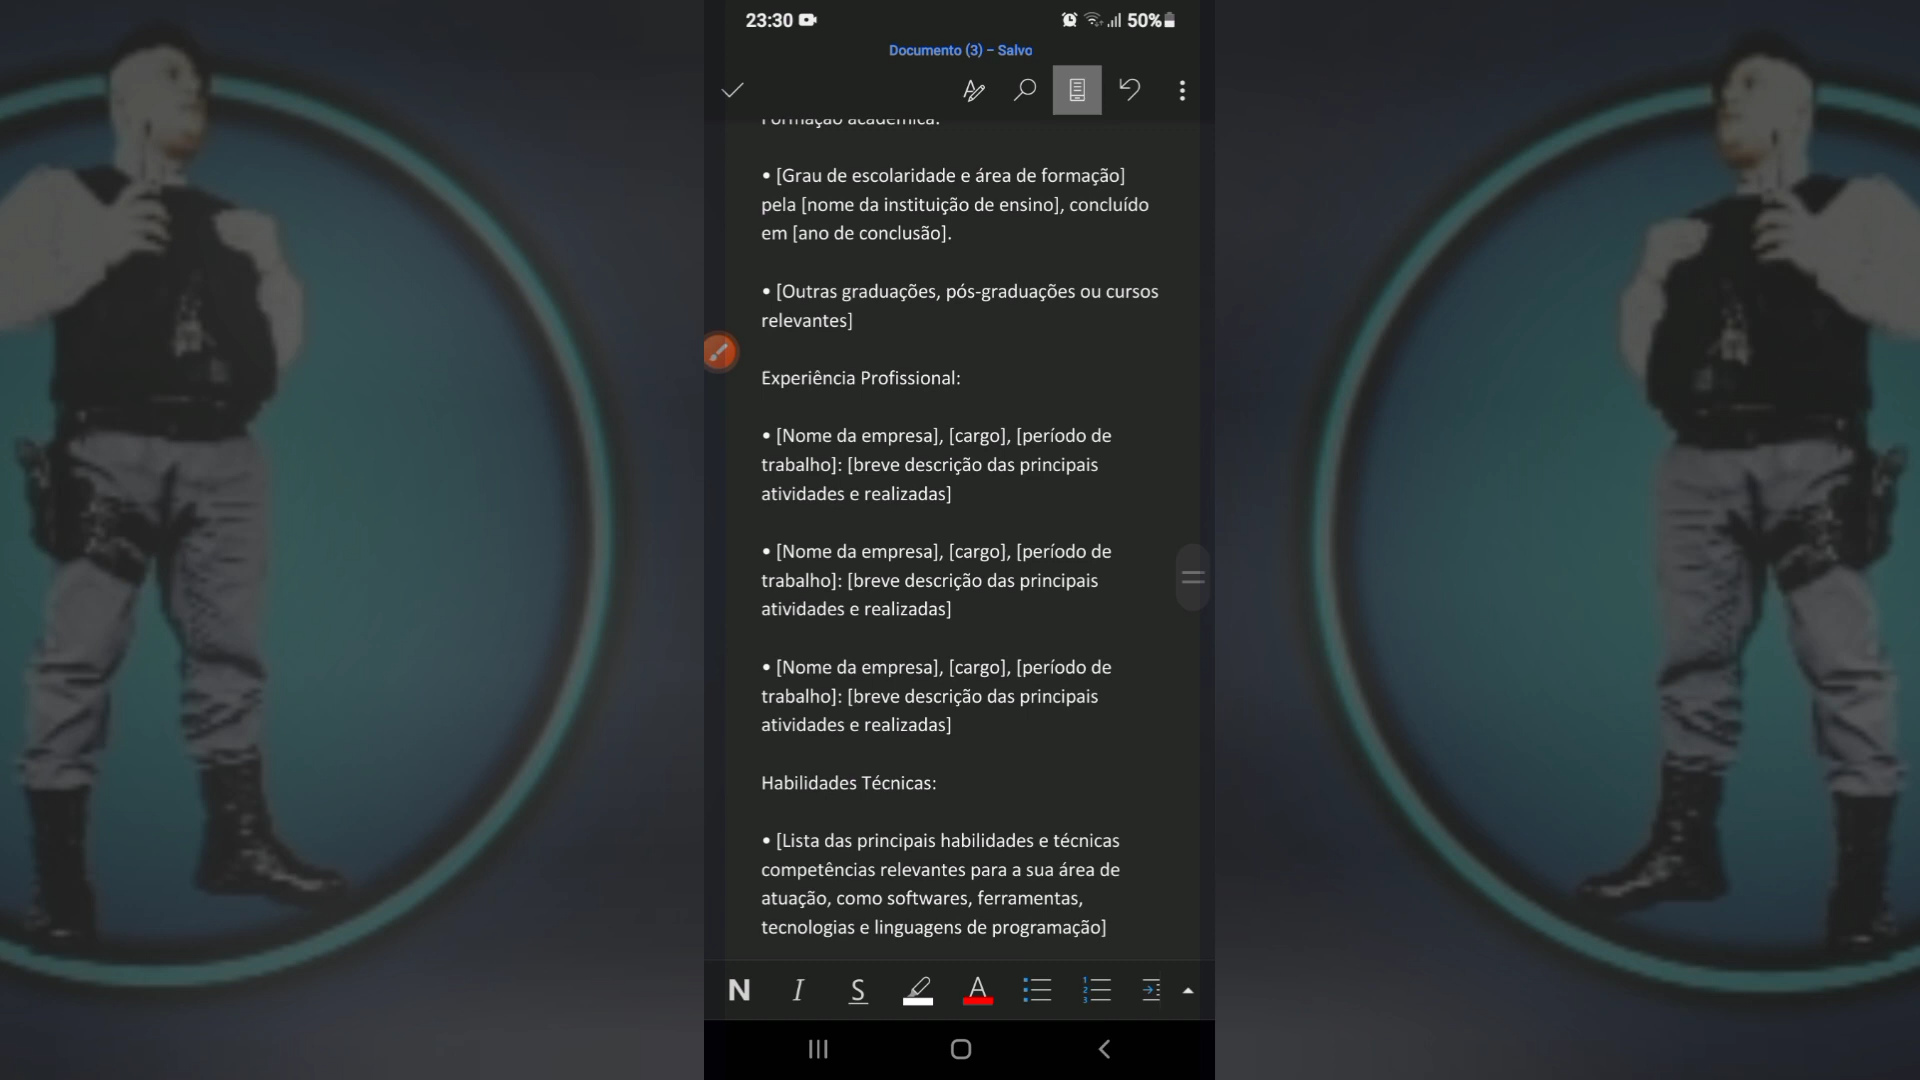 23:30
50%
Documento (3) – Salvo
Formação acadêmica:
• [Grau de escolaridade e área de formação]
pela [nome da instituição de ensino], concluído
em [ano de conclusão].
• [Outras graduações, pós-graduações ou cursos
relevantes]
Experiência Profissional:
• [Nome da empresa], [cargo], [período de
trabalho]: [breve descrição das principais
atividades e realizadas]
• [Nome da empresa], [cargo], [período de
trabalho]: [breve descrição das principais
atividades e realizadas]
• [Nome da empresa], [cargo], [período de
trabalho]: [breve descrição das principais
atividades e realizadas]
Habilidades Técnicas:
• [Lista das principais habilidades e técnicas
competências relevantes para a sua área de
atuação, como softwares, ferramentas,
tecnologias e linguagens de programação]
N I S A